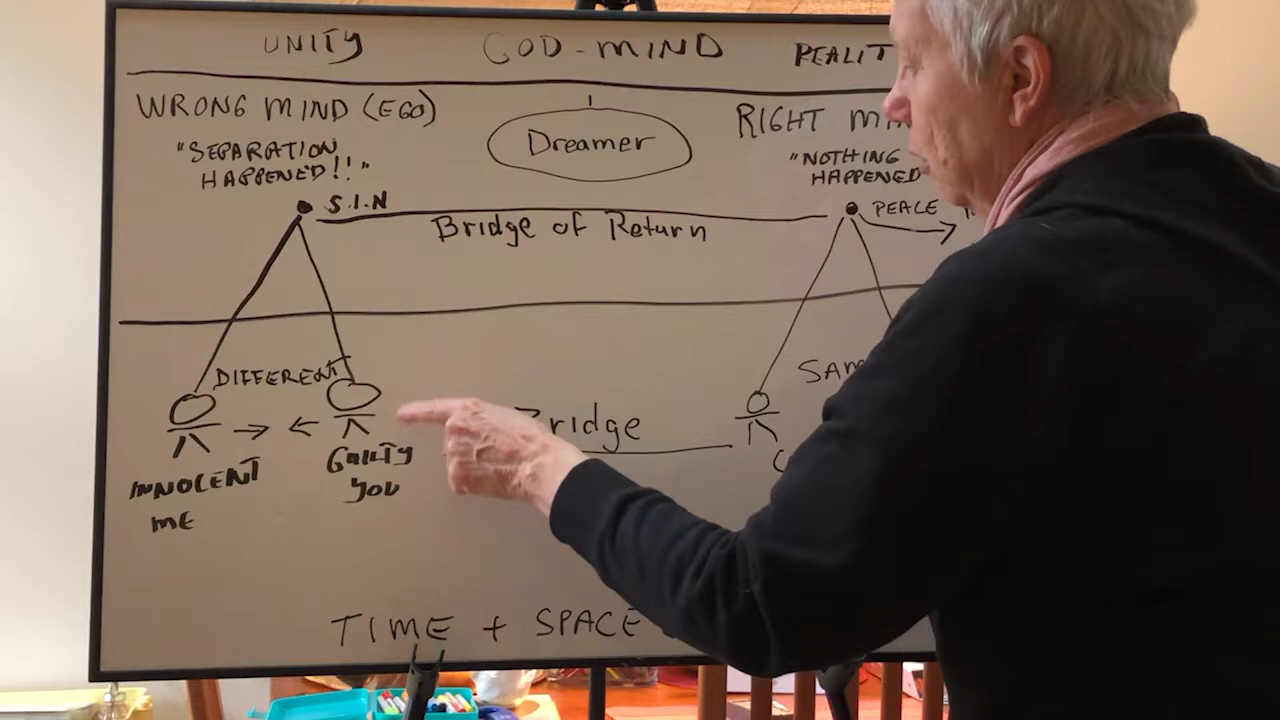 UNITY GOD-MIND REALIT
WRONG MIND (EGO)
Dreamer
RIGHT MI
"SEPARATION
HAPPENED!!"
"NOTHING
HAPPENED
S.I.N
PEACE
Bridge of Return
DIFFERENT
SAM
Bridge
INNOCENT
ME
GUILTY
YOU
TIME + SPACE